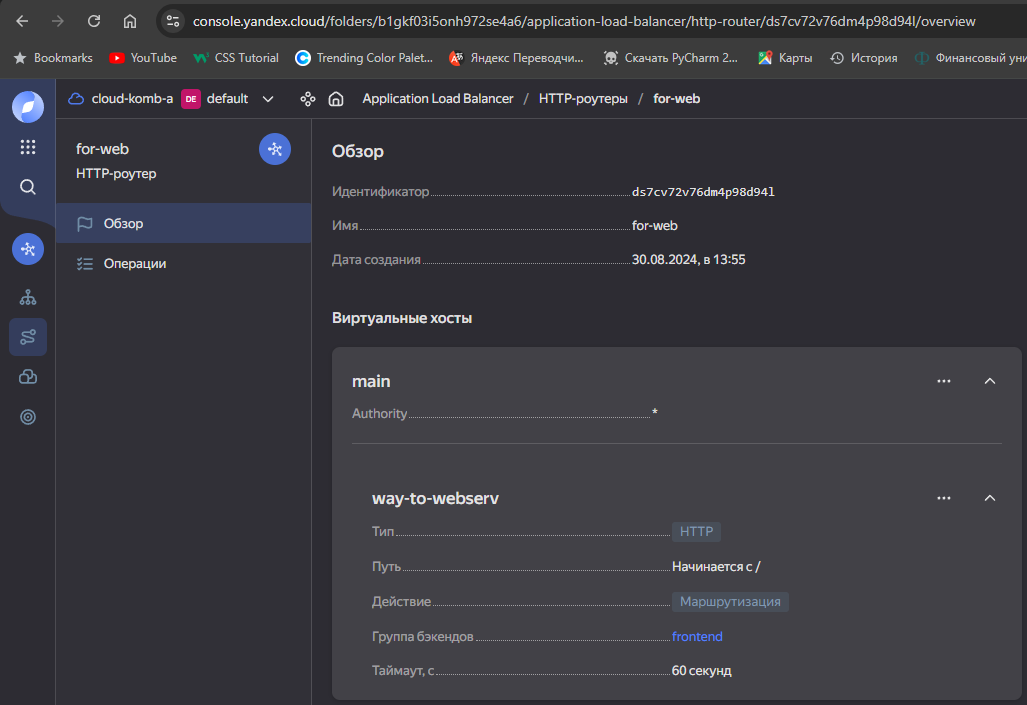 console.yandex.cloud/folders/b1gkf03i5onh972se4a6/application-load-balancer/http-router/ds7cv72v76dm4p98d94l/overview
Bookmarks YouTube CSS Tutorial Trending Color Palet... Яндекс Переводчи... Скачать PyCharm 2... Карты История Финансовый уни
cloud-komb-a DE default Application Load Balancer / HTTP-роутеры / for-web
for-web
HTTP-роутер
Обзор
Операции
Обзор
Идентификатор ds7cv72v76dm4p98d94l
Имя for-web
Дата создания 30.08.2024, в 13:55
Виртуальные хосты
main
Authority *
way-to-webserv
Тип HTTP
Путь Начинается с /
Действие Маршрутизация
Группа бэкендов frontend
Таймаут, с 60 секунд